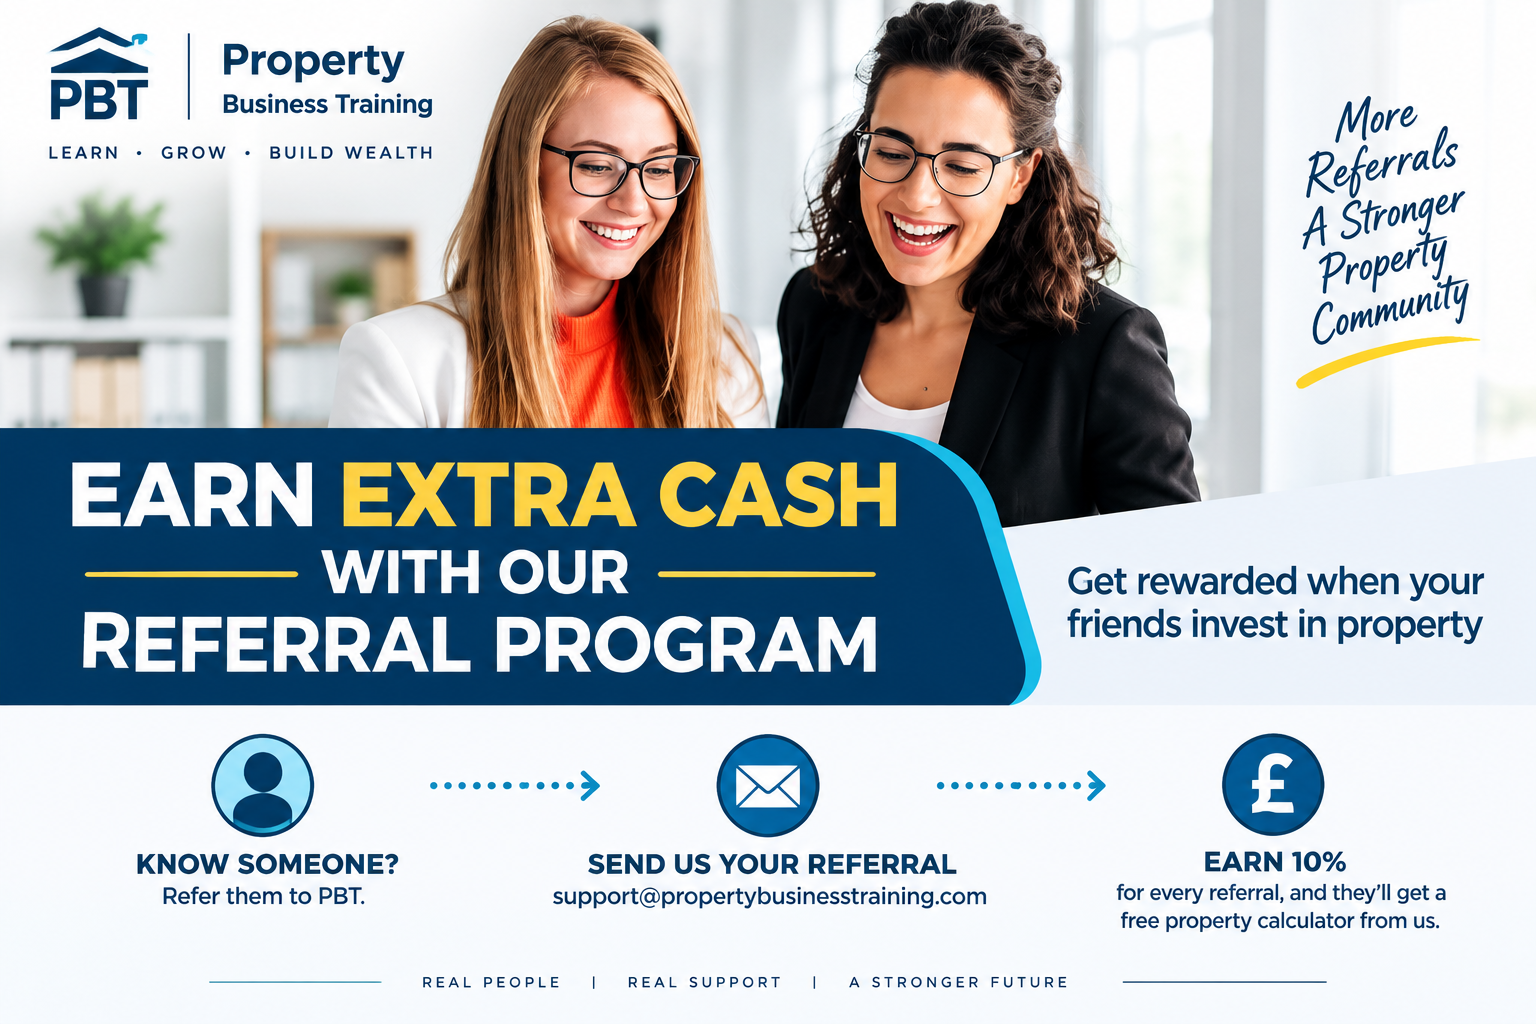 PBT
Property
Business Training
LEARN • GROW • BUILD WEALTH
More
Referrals
A Stronger
Property
Community
EARN EXTRA CASH
WITH OUR
REFERRAL PROGRAM
Get rewarded when your
friends invest in property
KNOW SOMEONE?
Refer them to PBT.
SEND US YOUR REFERRAL
support@propertybusinesstraining.com
£
EARN 10%
for every referral, and they'll get a
free property calculator from us.
REAL PEOPLE | REAL SUPPORT | A STRONGER FUTURE